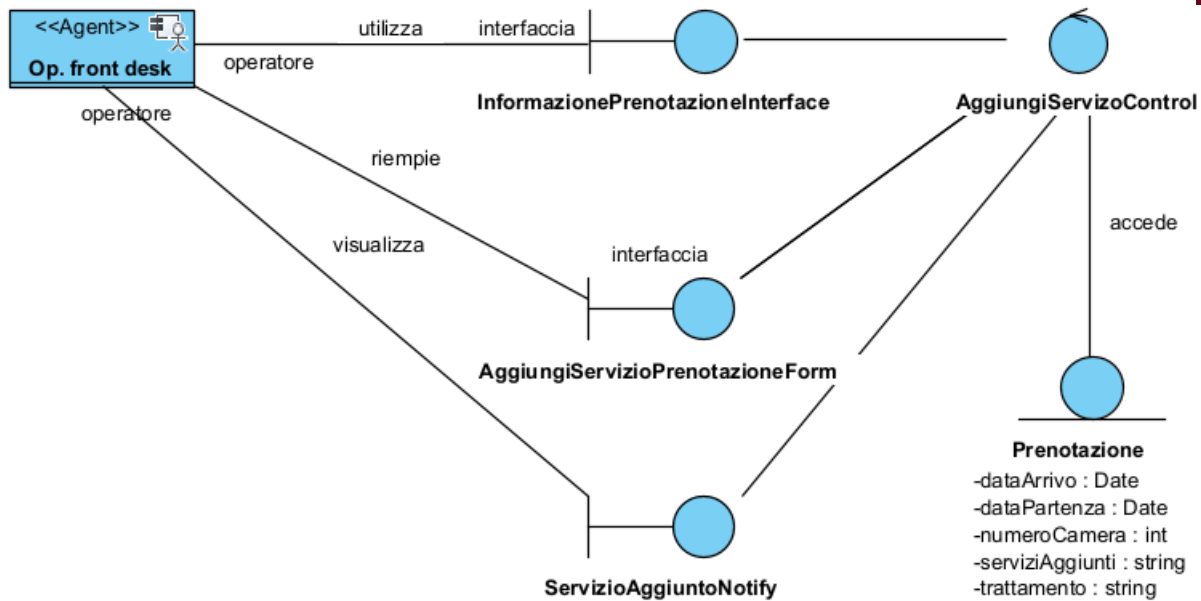 <<Agent>>
Op. front desk
utilizza
interfaccia
operatore
InformazionePrenotazioneInterface
AggiungiServizoControl
operatore
riempie
visualizza
interfaccia
accede
AggiungiServizioPrenotazioneForm
Prenotazione
-dataArrivo : Date
-dataPartenza : Date
-numeroCamera : int
-serviziAggiunti : string
-trattamento : string
ServizioAggiuntoNotify